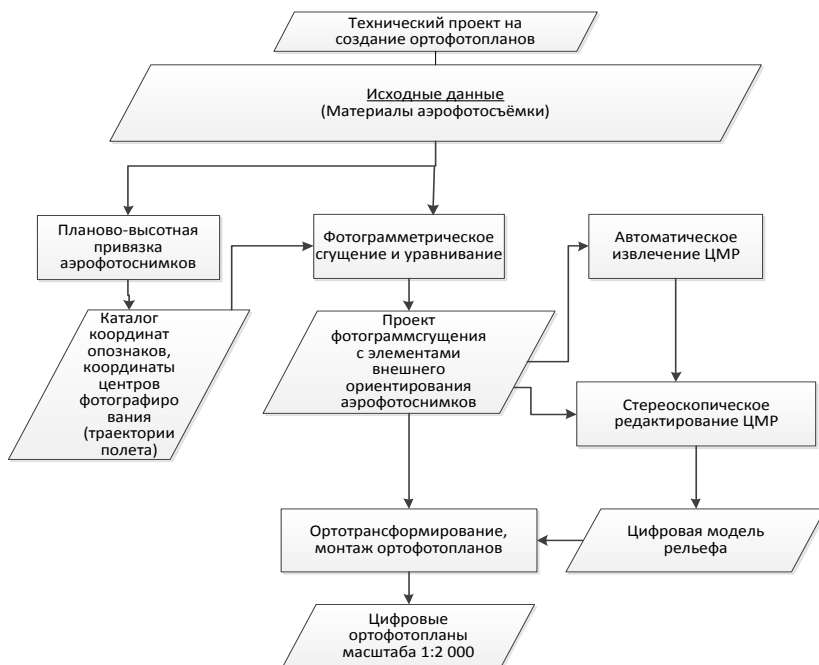 Технический проект на
создание ортофотопланов
Исходные данные
(Материалы аэрофотосъёмки)
Планово-высотная
привязка
аэрофотоснимков
Фотограмметрическое
сгущение и уравнивание
Автоматическое
извлечение ЦМР
Каталог
координат
опознаков,
координаты
центров
фотографиро
вания
(траектории
полета)
Проект
фотограммсгущения
с элементами
внешнего
ориентирования
аэрофотоснимков
Стереоскопическое
редактирование ЦМР
Ортотрансформирование,
монтаж ортофотопланов
Цифровая модель
рельефа
Цифровые
ортофотопланы
масштаба 1:2 000